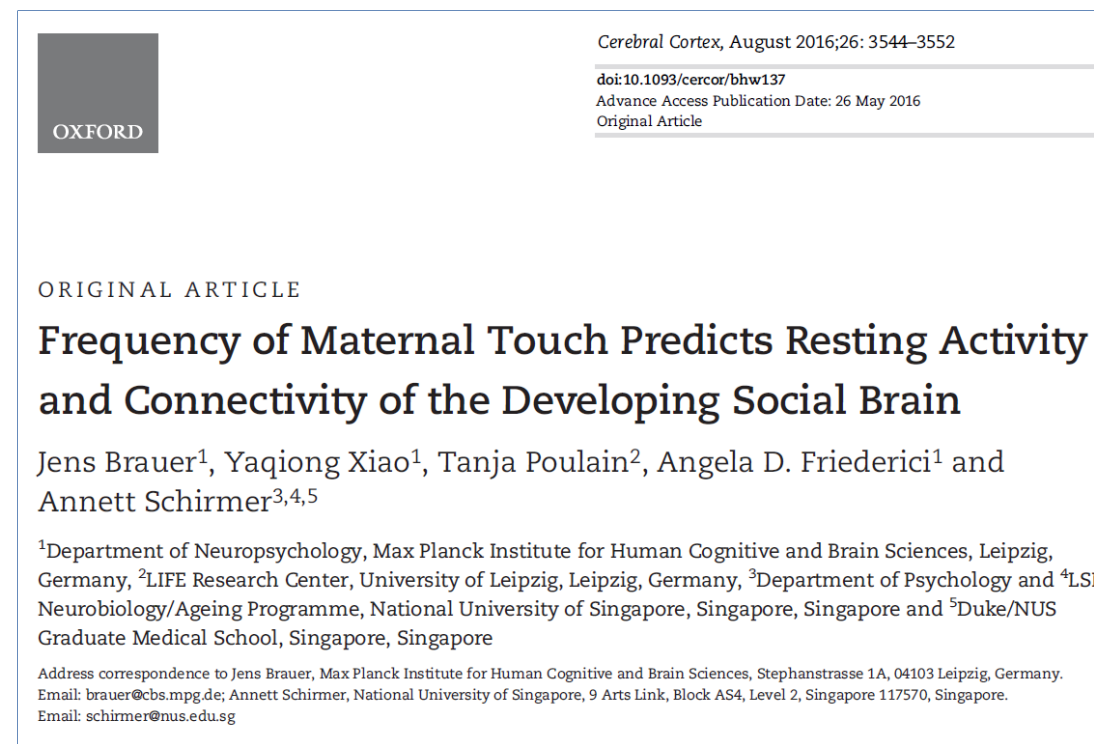 OXFORD
Cerebral Cortex, August 2016;26: 3544–3552
doi:10.1093/cercor/bhw137
Advance Access Publication Date: 26 May 2016
Original Article
ORIGINAL ARTICLE
Frequency of Maternal Touch Predicts Resting Activity
and Connectivity of the Developing Social Brain
Jens Brauer¹, Yaqiong Xiao¹, Tanja Poulain², Angela D. Friederici¹ and
Annett Schirmer³,⁴,⁵
¹Department of Neuropsychology, Max Planck Institute for Human Cognitive and Brain Sciences, Leipzig,
Germany, ²LIFE Research Center, University of Leipzig, Leipzig, Germany, ³Department of Psychology and
Neurobiology/Ageing Programme, National University of Singapore, Singapore, Singapore and ⁵Duke/NUS
Graduate Medical School, Singapore, Singapore
Address correspondence to Jens Brauer, Max Planck Institute for Human Cognitive and Brain Sciences, Stephanstrasse 1A, 04103 Leipzig, Germany.
Email: brauer@cbs.mpg.de; Annett Schirmer, National University of Singapore, 9 Arts Link, Block AS4, Level 2, Singapore 117570, Singapore.
Email: schirmer@nus.edu.sg